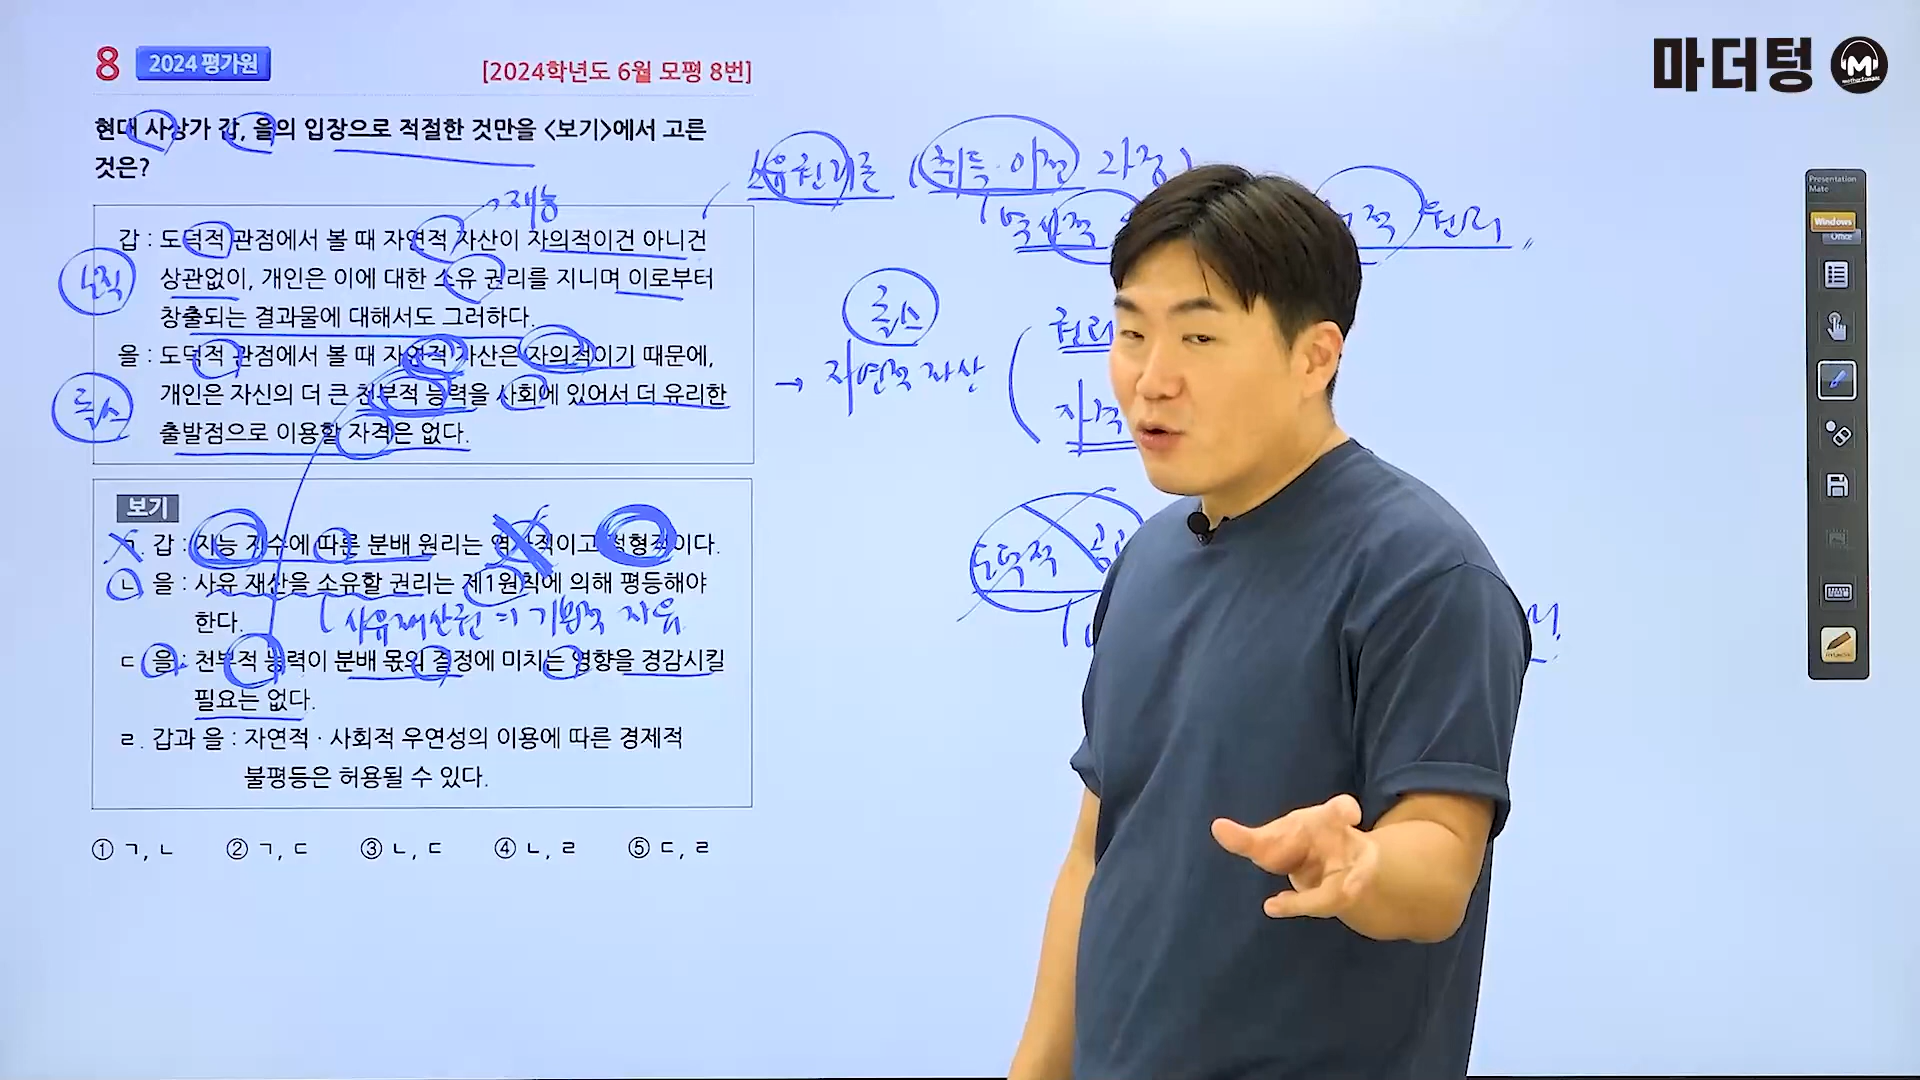 마더텅
8 2024 평가원
[2024학년도 6월 모평 8번]
현대 사상가 갑, 을의 입장으로 적절한 것만을 <보기>에서 고른
것은?
재능
갑 : 도덕적 관점에서 볼 때 자연적 자산이 자의적이건 아니건
노직
상관없이, 개인은 이에 대한 소유 권리를 지니며 이로부터
창출되는 결과물에 대해서도 그러하다.
을 : 도덕적 관점에서 볼 때 자연적 자산은 자의적이기 때문에,
롤스
개인은 자신의 더 큰 천부적 능력을 사회에 있어서 더 유리한
출발점으로 이용할 자격은 없다.
보기
ㄱ. 갑 : 지능 지수에 따른 분배 원리는 역사적이고 정형적이다.
ㄴ. 을 : 사유 재산을 소유할 권리는 제1원칙에 의해 평등해야
한다.
사유재산권 = 기본적 자유
ㄷ. 을 : 천부적 능력이 분배 몫의 결정에 미치는 영향을 경감시킬
필요는 없다.
ㄹ. 갑과 을 : 자연적 · 사회적 우연성의 이용에 따른 경제적
불평등은 허용될 수 있다.
① ㄱ, ㄴ ② ㄱ, ㄷ ③ ㄴ, ㄷ ④ ㄴ, ㄹ ⑤ ㄷ, ㄹ
소유권리론 (취득·이전 과정)
역사적 원리
롤스
→ 자연적 자산
권리
자격
도덕적
Presentation
Mate
Windows
Office